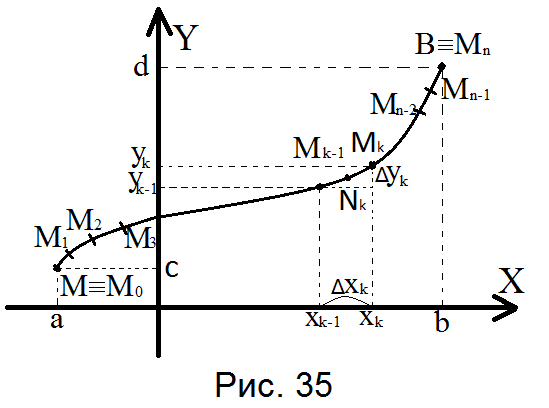 Y
B≡Mₙ
d
Mₙ₋₁
Mₙ₋₂
Mₖ
Mₖ₋₁
yₖ
Δyₖ
yₖ₋₁
Nₖ
M₂
M₁
M₃
c
M≡M₀
X
Δxₖ
a
xₖ₋₁
xₖ
b
Рис. 35